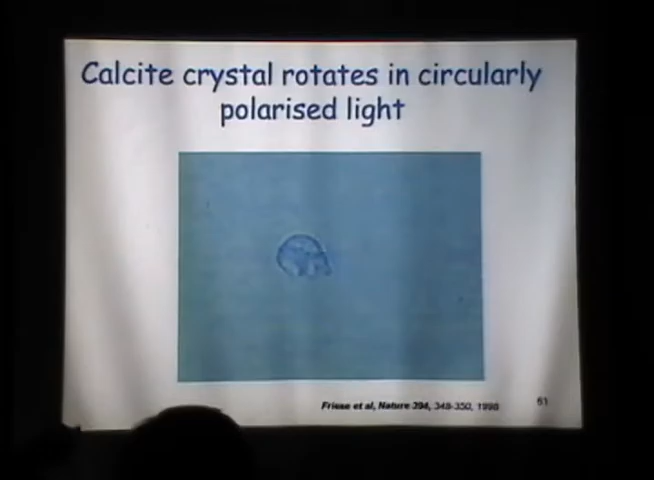 Calcite crystal rotates in circularly
polarised light
Friese et al, Nature 394, 348-350, 1998
61